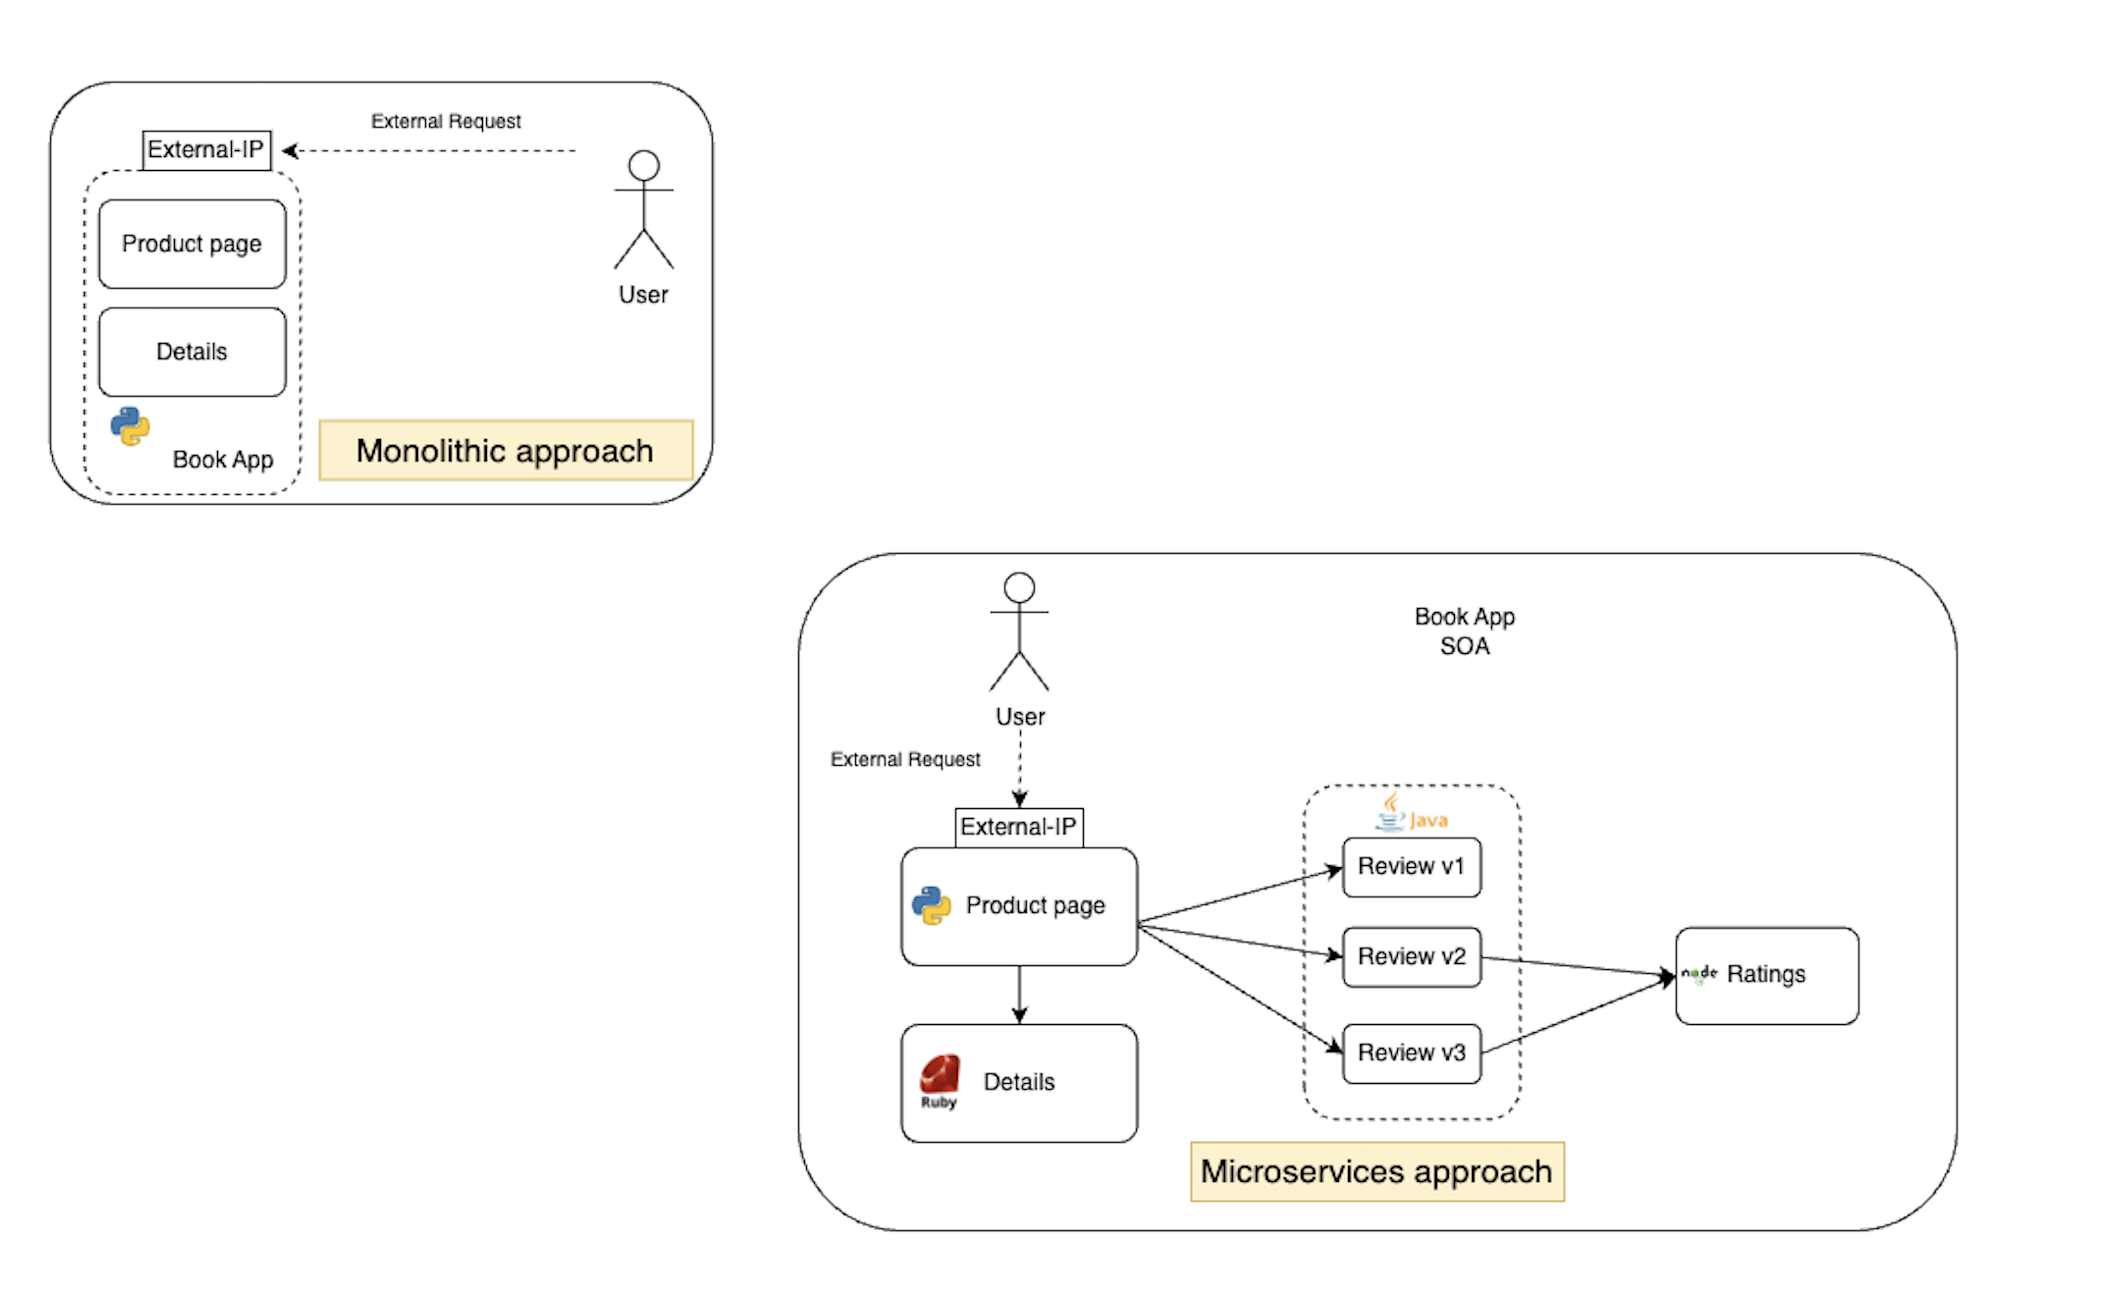 External Request
External-IP
Product page
User
Details
Book App
Monolithic approach
Book App
SOA
User
External Request
External-IP
Java
Review v1
Product page
Review v2
node Ratings
Review v3
Details
Ruby
Microservices approach